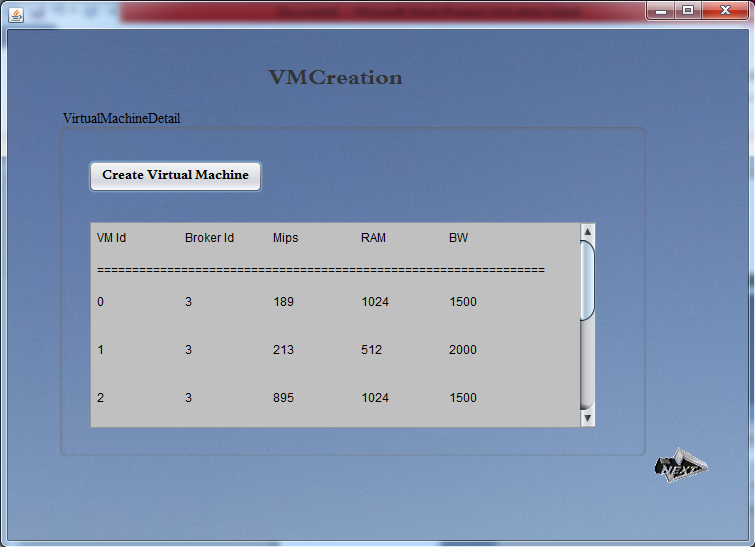 VMCreation
VirtualMachineDetail
Create Virtual Machine
VM Id Broker Id Mips RAM BW
================================================================
0 3 189 1024 1500
1 3 213 512 2000
2 3 895 1024 1500
NEXT